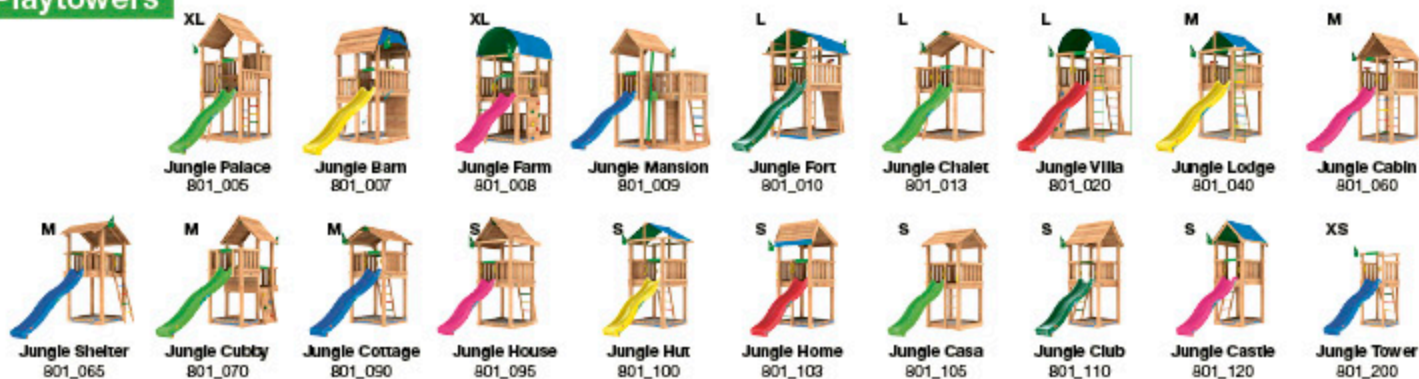 Playtowers
XL XL L L L M M
Jungle Palace Jungle Barn Jungle Farm Jungle Mansion Jungle Fort Jungle Chalet Jungle Villa Jungle Lodge Jungle Cabin
801_005 801_007 801_008 801_009 801_010 801_013 801_020 801_040 801_060
M M M S S S S S S XS
Jungle Shelter Jungle Cubby Jungle Cottage Jungle House Jungle Hut Jungle Home Jungle Casa Jungle Club Jungle Castle Jungle Tower
801_065 801_070 801_090 801_095 801_100 801_103 801_105 801_110 801_120 801_200